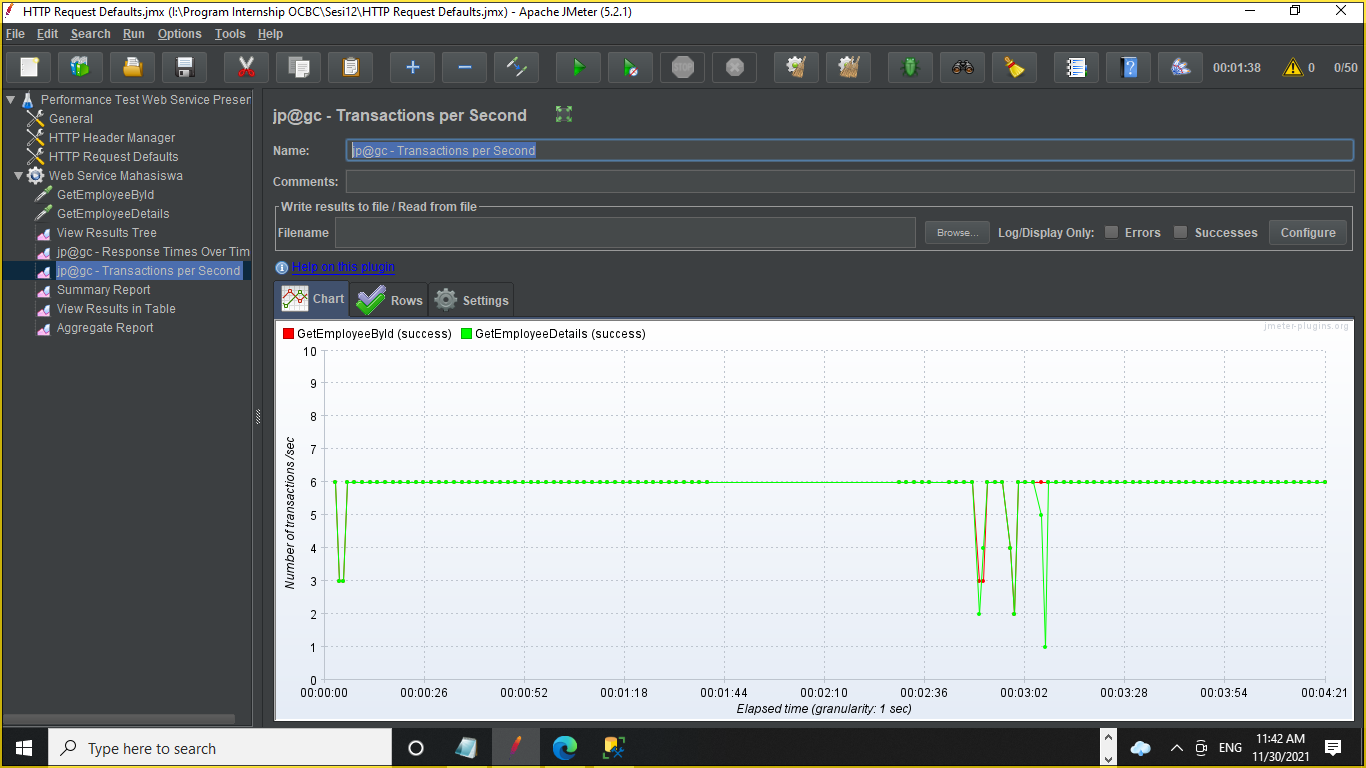 HTTP Request Defaults.jmx (I:\Program Internship OCBC\Sesi12\HTTP Request Defaults.jmx) - Apache JMeter (5.2.1)
File Edit Search Run Options Tools Help
STOP 00:01:38 0 0/50
Performance Test Web Service Preser
General
HTTP Header Manager
HTTP Request Defaults
Web Service Mahasiswa
GetEmployeeById
GetEmployeeDetails
View Results Tree
jp@gc - Response Times Over Tim
jp@gc - Transactions per Second
Summary Report
View Results in Table
Aggregate Report
jp@gc - Transactions per Second
Name: jp@gc - Transactions per Second
Comments:
Write results to file / Read from file
Filename Browse... Log/Display Only: Errors Successes Configure
Help on this plugin
Chart Rows Settings
jmeter-plugins.org
GetEmployeeById (success) GetEmployeeDetails (success)
Number of transactions /sec
10
9
8
7
6
5
4
3
2
1
0
00:00:00 00:00:26 00:00:52 00:01:18 00:01:44 00:02:10 00:02:36 00:03:02 00:03:28 00:03:54 00:04:21
Elapsed time (granularity: 1 sec)
Type here to search
ENG
11:42 AM
11/30/2021